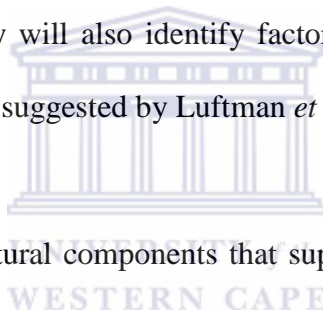 y will also identify factor
suggested by Luftman et
tural components that sup
UNIVERSITY of the
WESTERN CAPE